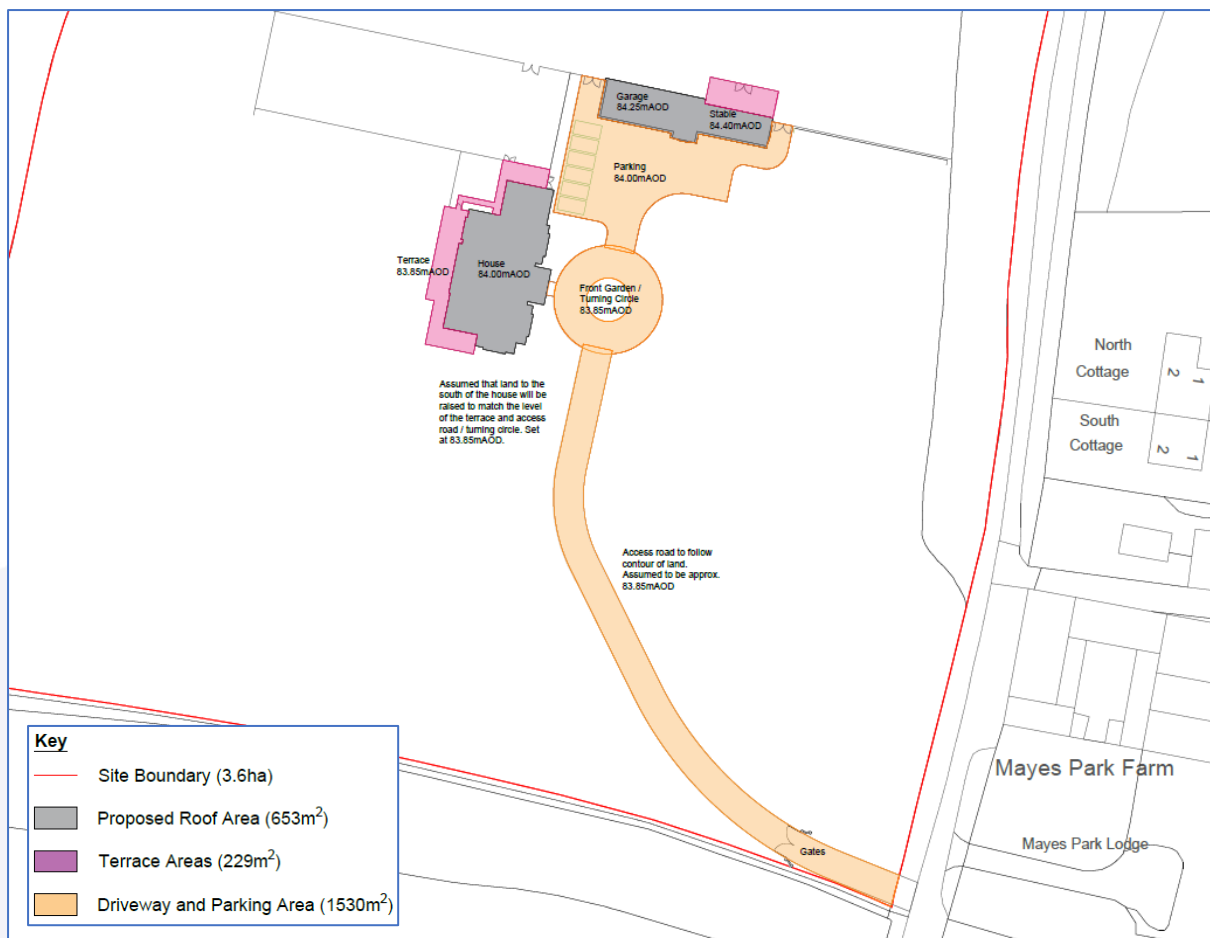 Garage
84.25mAOD
Stable
84.40mAOD
Parking
84.00mAOD
Terrace
83.85mAOD
House
84.00mAOD
Front Garden /
Turning Circle
83.85mAOD
North
Cottage
2
1
South
Cottage
2
1
Assumed that land to the
south of the house will be
raised to match the level
of the terrace and access
road / turning circle. Set
at 83.85mAOD.
Access road to follow
contour of land.
Assumed to be approx.
83.85mAOD
Mayes Park Farm
Mayes Park Lodge
Gates
Key
Site Boundary (3.6ha)
Proposed Roof Area (653m²)
Terrace Areas (229m²)
Driveway and Parking Area (1530m²)